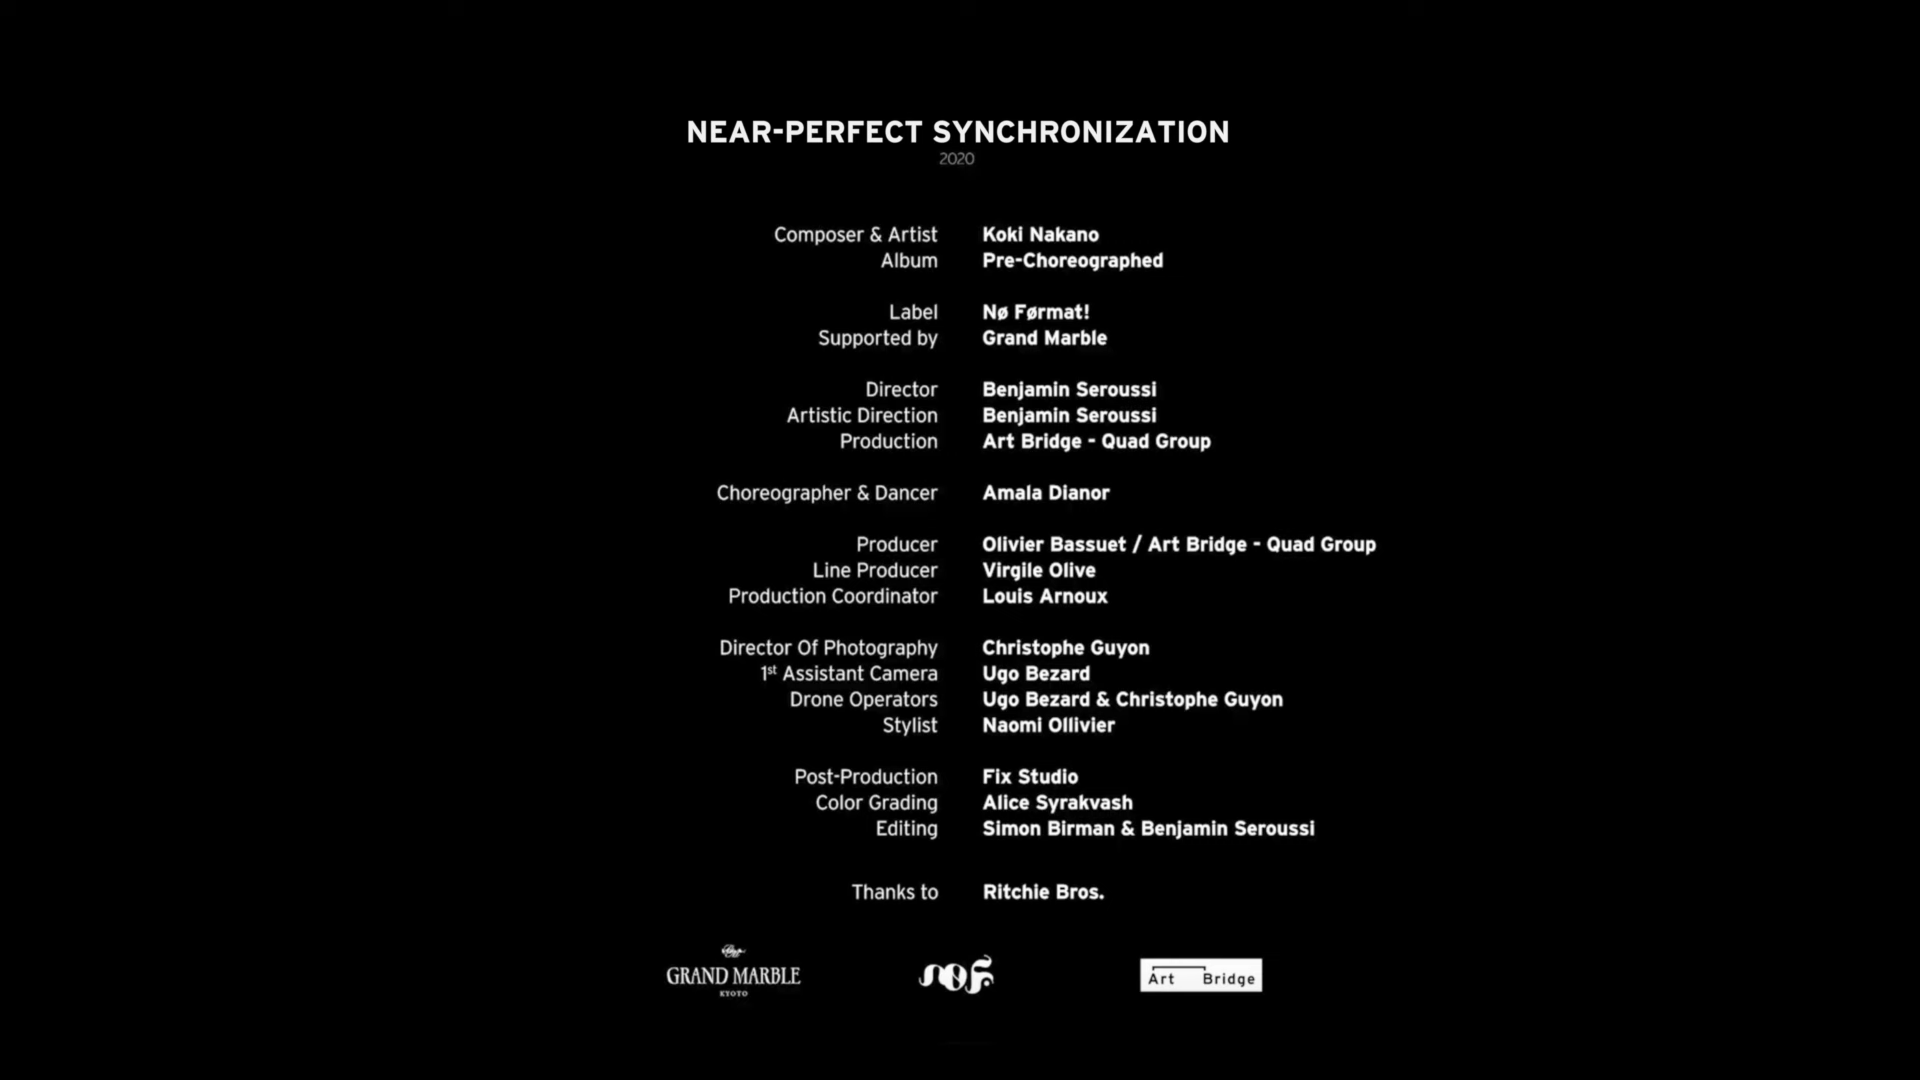 NEAR-PERFECT SYNCHRONIZATION
2020
Composer & Artist Koki Nakano
Album Pre-Choreographed
Label Nø Førmat!
Supported by Grand Marble
Director Benjamin Seroussi
Artistic Direction Benjamin Seroussi
Production Art Bridge - Quad Group
Choreographer & Dancer Amala Dianor
Producer Olivier Bassuet / Art Bridge - Quad Group
Line Producer Virgile Olive
Production Coordinator Louis Arnoux
Director Of Photography Christophe Guyon
1st Assistant Camera Ugo Bezard
Drone Operators Ugo Bezard & Christophe Guyon
Stylist Naomi Ollivier
Post-Production Fix Studio
Color Grading Alice Syrakvash
Editing Simon Birman & Benjamin Seroussi
Thanks to Ritchie Bros.
GRAND MARBLE
KYOTO
nøf.
Art Bridge